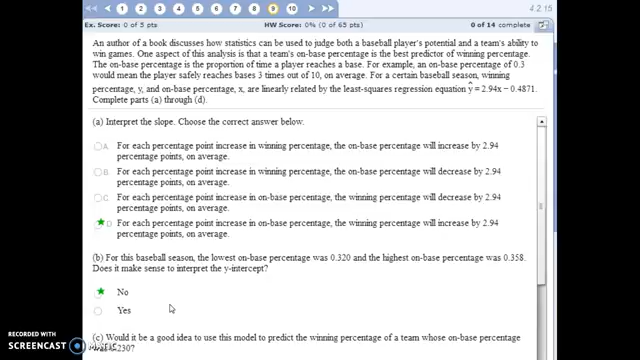 1 2 3 4 5 6 7 8 9 10
4.2.15
Ex. Score: 0 of 5 pts
HW Score: 0% (0 of 65 pts)
0 of 14 complete
An author of a book discusses how statistics can be used to judge both a baseball player's potential and a team's ability to
win games. One aspect of this analysis is that a team's on-base percentage is the best predictor of winning percentage.
The on-base percentage is the proportion of time a player reaches a base. For example, an on-base percentage of 0.3
would mean the player safely reaches bases 3 times out of 10, on average. For a certain baseball season, winning
percentage, y, and on-base percentage, x, are linearly related by the least-squares regression equation ŷ = 2.94x − 0.4871.
Complete parts (a) through (d).
(a) Interpret the slope. Choose the correct answer below.
A For each percentage point increase in winning percentage, the on-base percentage will increase by 2.94
percentage points, on average.
B For each percentage point increase in winning percentage, the on-base percentage will decrease by 2.94
percentage points, on average.
C For each percentage point increase in on-base percentage, the winning percentage will decrease by 2.94
percentage points, on average.
D For each percentage point increase in on-base percentage, the winning percentage will increase by 2.94
percentage points, on average.
(b) For this baseball season, the lowest on-base percentage was 0.320 and the highest on-base percentage was 0.358.
Does it make sense to interpret the y-intercept?
No
Yes
(c) Would it be a good idea to use this model to predict the winning percentage of a team whose on-base percentage
was 0.230?
RECORDED WITH
SCREENCAST MATIC